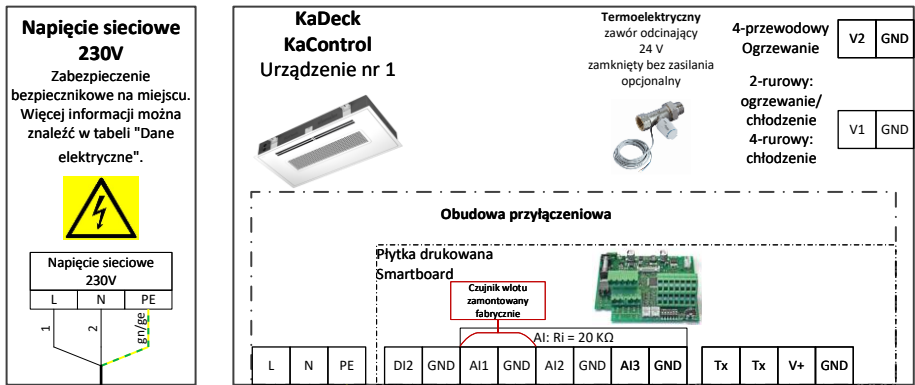 Napięcie sieciowe
230V
Zabezpieczenie
bezpiecznikowe na miejscu.
Więcej informacji można
znaleźć w tabeli "Dane
elektryczne".
Napięcie sieciowe
230V
L N PE
1 2 gn/ge
KaDeck
KaControl
Urządzenie nr 1
Termoelektryczny
zawór odcinający
24 V
zamknięty bez zasilania
opcjonalny
4-przewodowy
Ogrzewanie
V2 GND
2-rurowy:
ogrzewanie/
chłodzenie
4-rurowy:
chłodzenie
V1 GND
Obudowa przyłączeniowa
Płytka drukowana
Smartboard
Czujnik wlotu
zamontowany
fabrycznie
AI: Ri = 20 KΩ
L N PE DI2 GND AI1 GND AI2 GND AI3 GND Tx Tx V+ GND